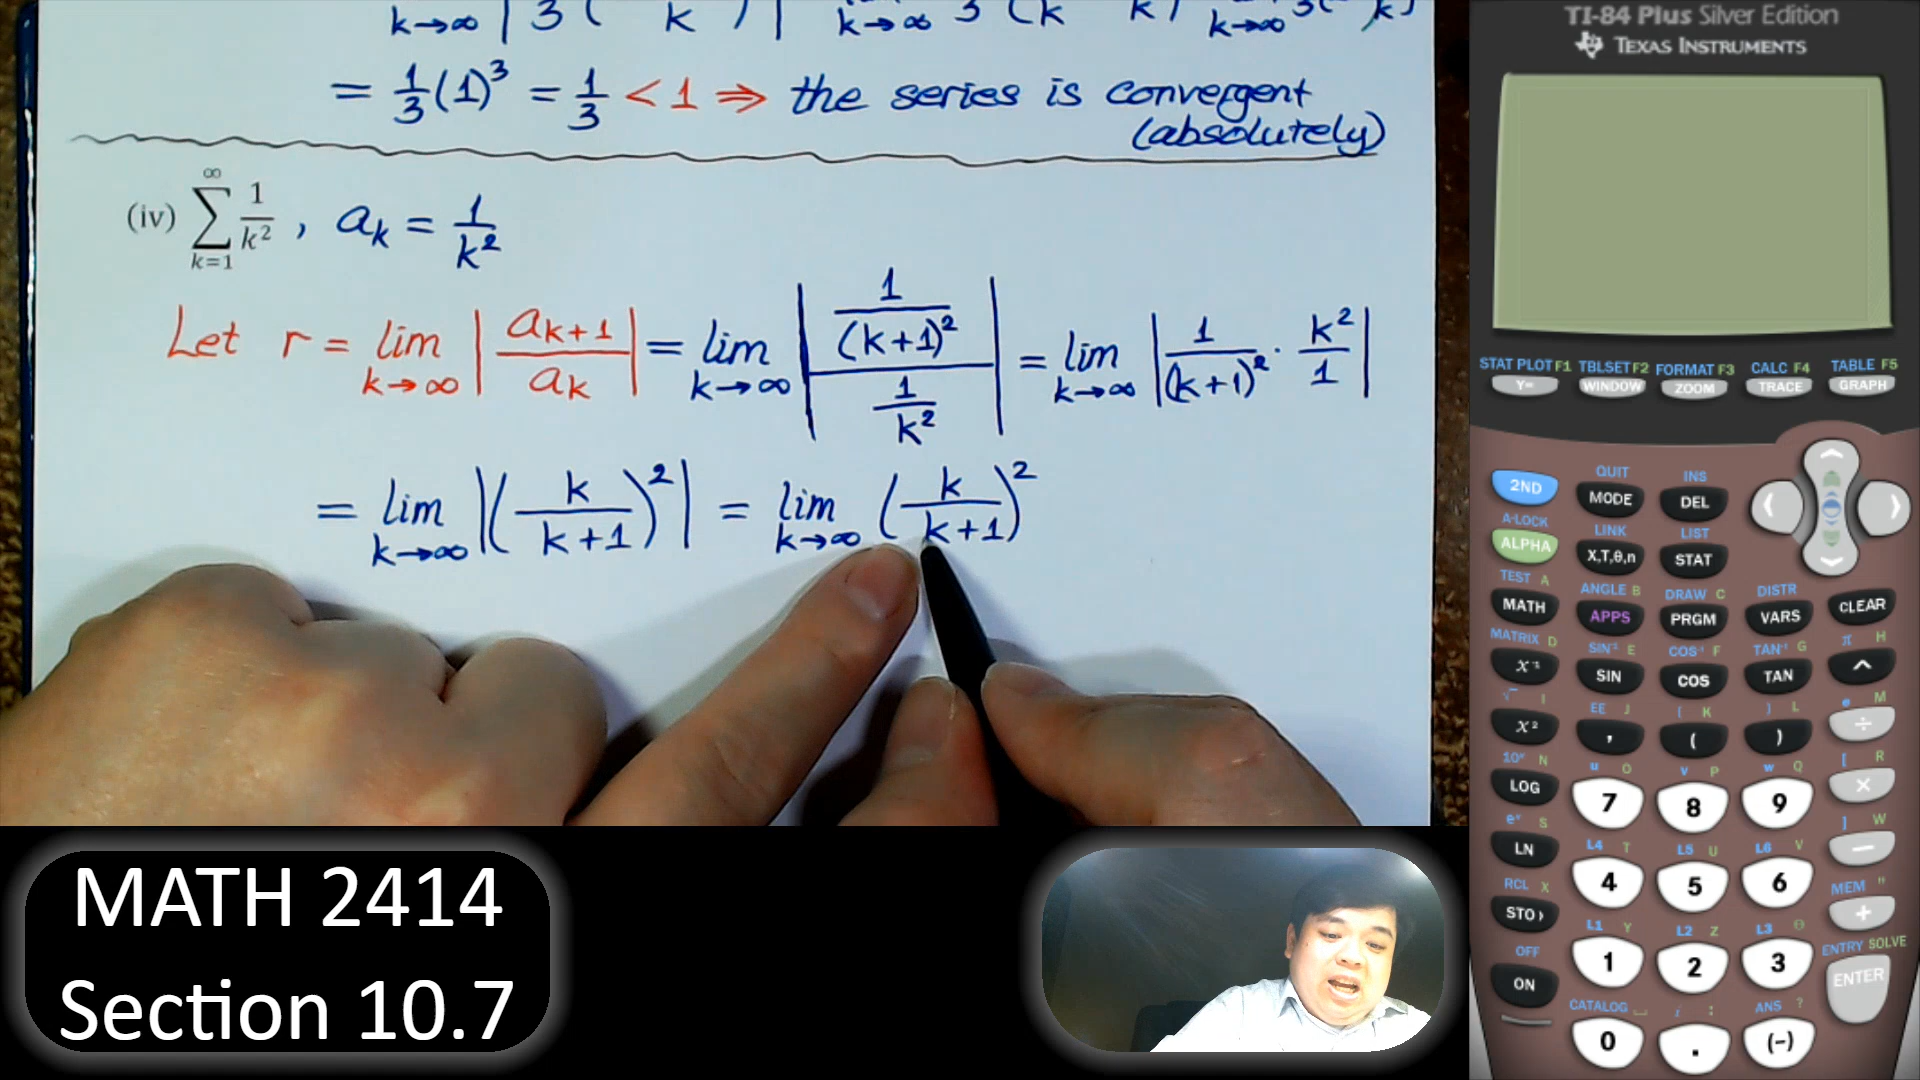 k→∞ | 3 ( k ) | k→∞ 3 (k k) k→∞ 3( k)
= 1/3 (1)^3 = 1/3 < 1 ⇒ the series is convergent
(absolutely)
(iv) ∑_{k=1}^{∞} 1/k², a_k = 1/k²
Let r = lim_{k→∞} | a_{k+1} / a_k | = lim_{k→∞} | (1/(k+1)²) / (1/k²) | = lim_{k→∞} | 1/(k+1)² · k²/1 |
= lim_{k→∞} | ( k/(k+1) )² | = lim_{k→∞} ( k/(k+1) )²
MATH 2414
Section 10.7
TI-84 Plus Silver Edition
TEXAS INSTRUMENTS
STAT PLOT F1 TBLSET F2 FORMAT F3 CALC F4 TABLE F5
Y= WINDOW ZOOM TRACE GRAPH
QUIT INS
2ND MODE DEL
A-LOCK LINK LIST
ALPHA X,T,θ,n STAT
TEST A ANGLE B DRAW C DISTR
MATH APPS PRGM VARS CLEAR
MATRIX D SIN⁻¹ E COS⁻¹ F TAN⁻¹ G π H
x⁻¹ SIN COS TAN ^
√ I EE J { K } L e M
x² , ( ) ÷
10ˣ N u O v P w Q [ R
LOG 7 8 9 ×
eˣ S L4 T L5 U L6 V ] W
LN 4 5 6 −
RCL X L1 Y L2 Z L3 θ MEM "
STO› 1 2 3 +
OFF CATALOG ⎵ i : ANS ? ENTRY SOLVE
ON 0 . (−) ENTER